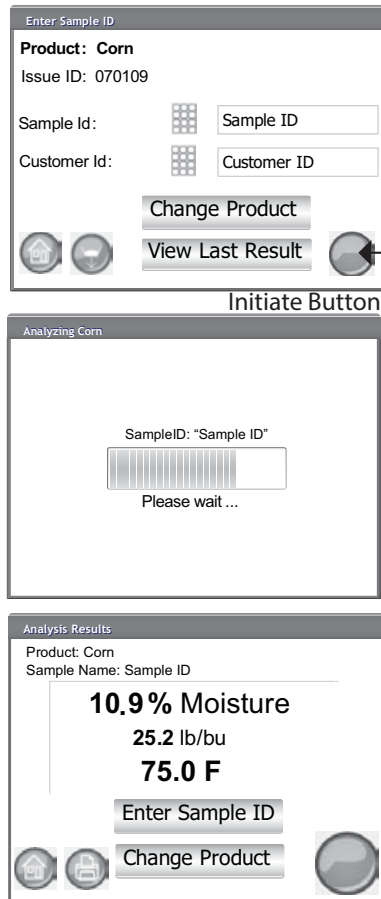 Enter Sample ID
Product: Corn
Issue ID: 070109
Sample Id: Sample ID
Customer Id: Customer ID
Change Product
View Last Result
Initiate Button
Analyzing Corn
SampleID: “Sample ID”
Please wait ...
Analysis Results
Product: Corn
Sample Name: Sample ID
10.9% Moisture
25.2 lb/bu
75.0 F
Enter Sample ID
Change Product